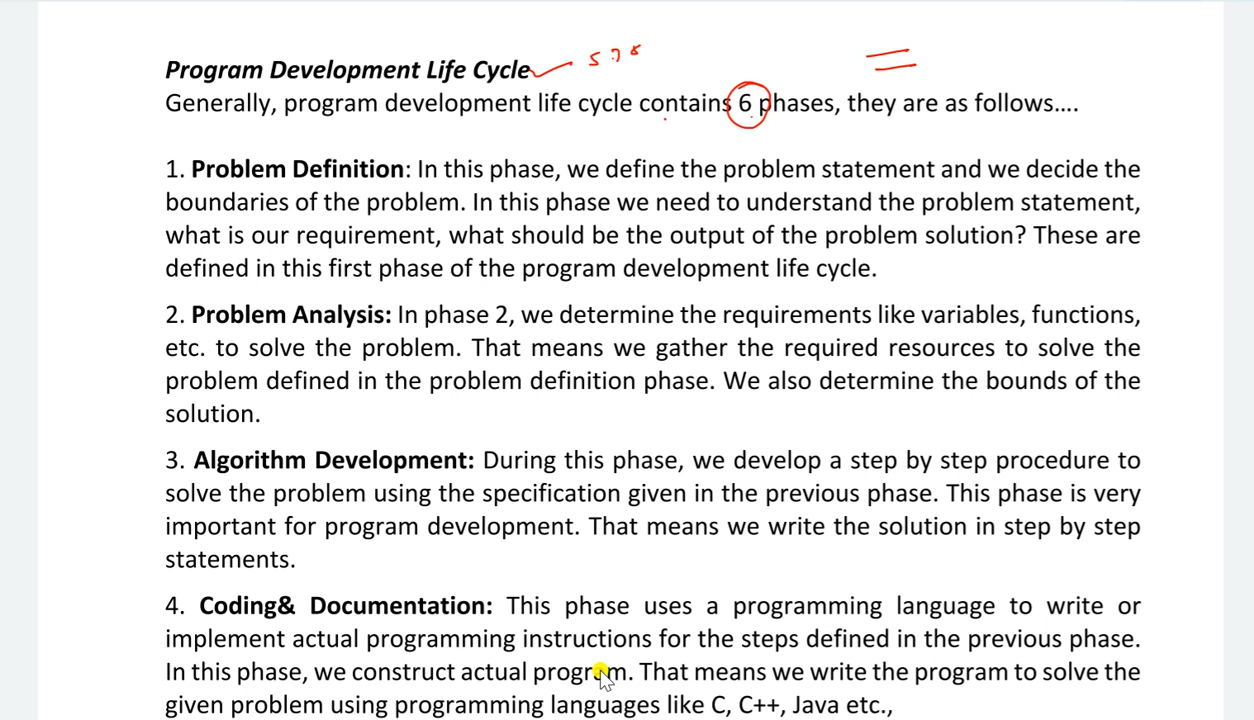 Program Development Life Cycle
Generally, program development life cycle contains 6 phases, they are as follows....
1. Problem Definition: In this phase, we define the problem statement and we decide the
boundaries of the problem. In this phase we need to understand the problem statement,
what is our requirement, what should be the output of the problem solution? These are
defined in this first phase of the program development life cycle.
2. Problem Analysis: In phase 2, we determine the requirements like variables, functions,
etc. to solve the problem. That means we gather the required resources to solve the
problem defined in the problem definition phase. We also determine the bounds of the
solution.
3. Algorithm Development: During this phase, we develop a step by step procedure to
solve the problem using the specification given in the previous phase. This phase is very
important for program development. That means we write the solution in step by step
statements.
4. Coding& Documentation: This phase uses a programming language to write or
implement actual programming instructions for the steps defined in the previous phase.
In this phase, we construct actual program. That means we write the program to solve the
given problem using programming languages like C, C++, Java etc.,